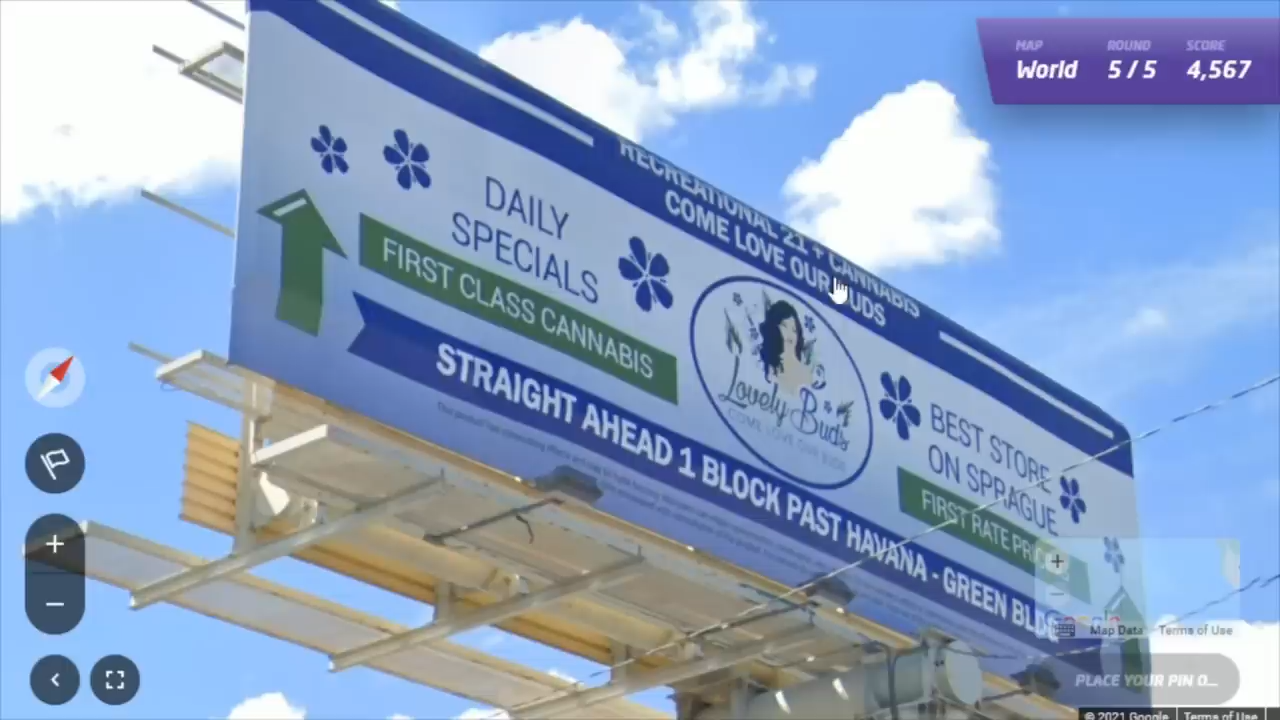 MAP
World
ROUND
5 / 5
SCORE
4,567
RECREATIONAL 21 + CANNABIS
COME LOVE OUR BUDS
DAILY
SPECIALS
FIRST CLASS CANNABIS
Lovely Buds
COME LOVE OUR BUDS
BEST STORE
ON SPRAGUE
FIRST RATE
STRAIGHT AHEAD 1 BLOCK PAST HAVANA - GREEN BLDG
Map Data
Terms of Use
PLACE YOUR PIN O...
© 2021 Google
Terms of Use